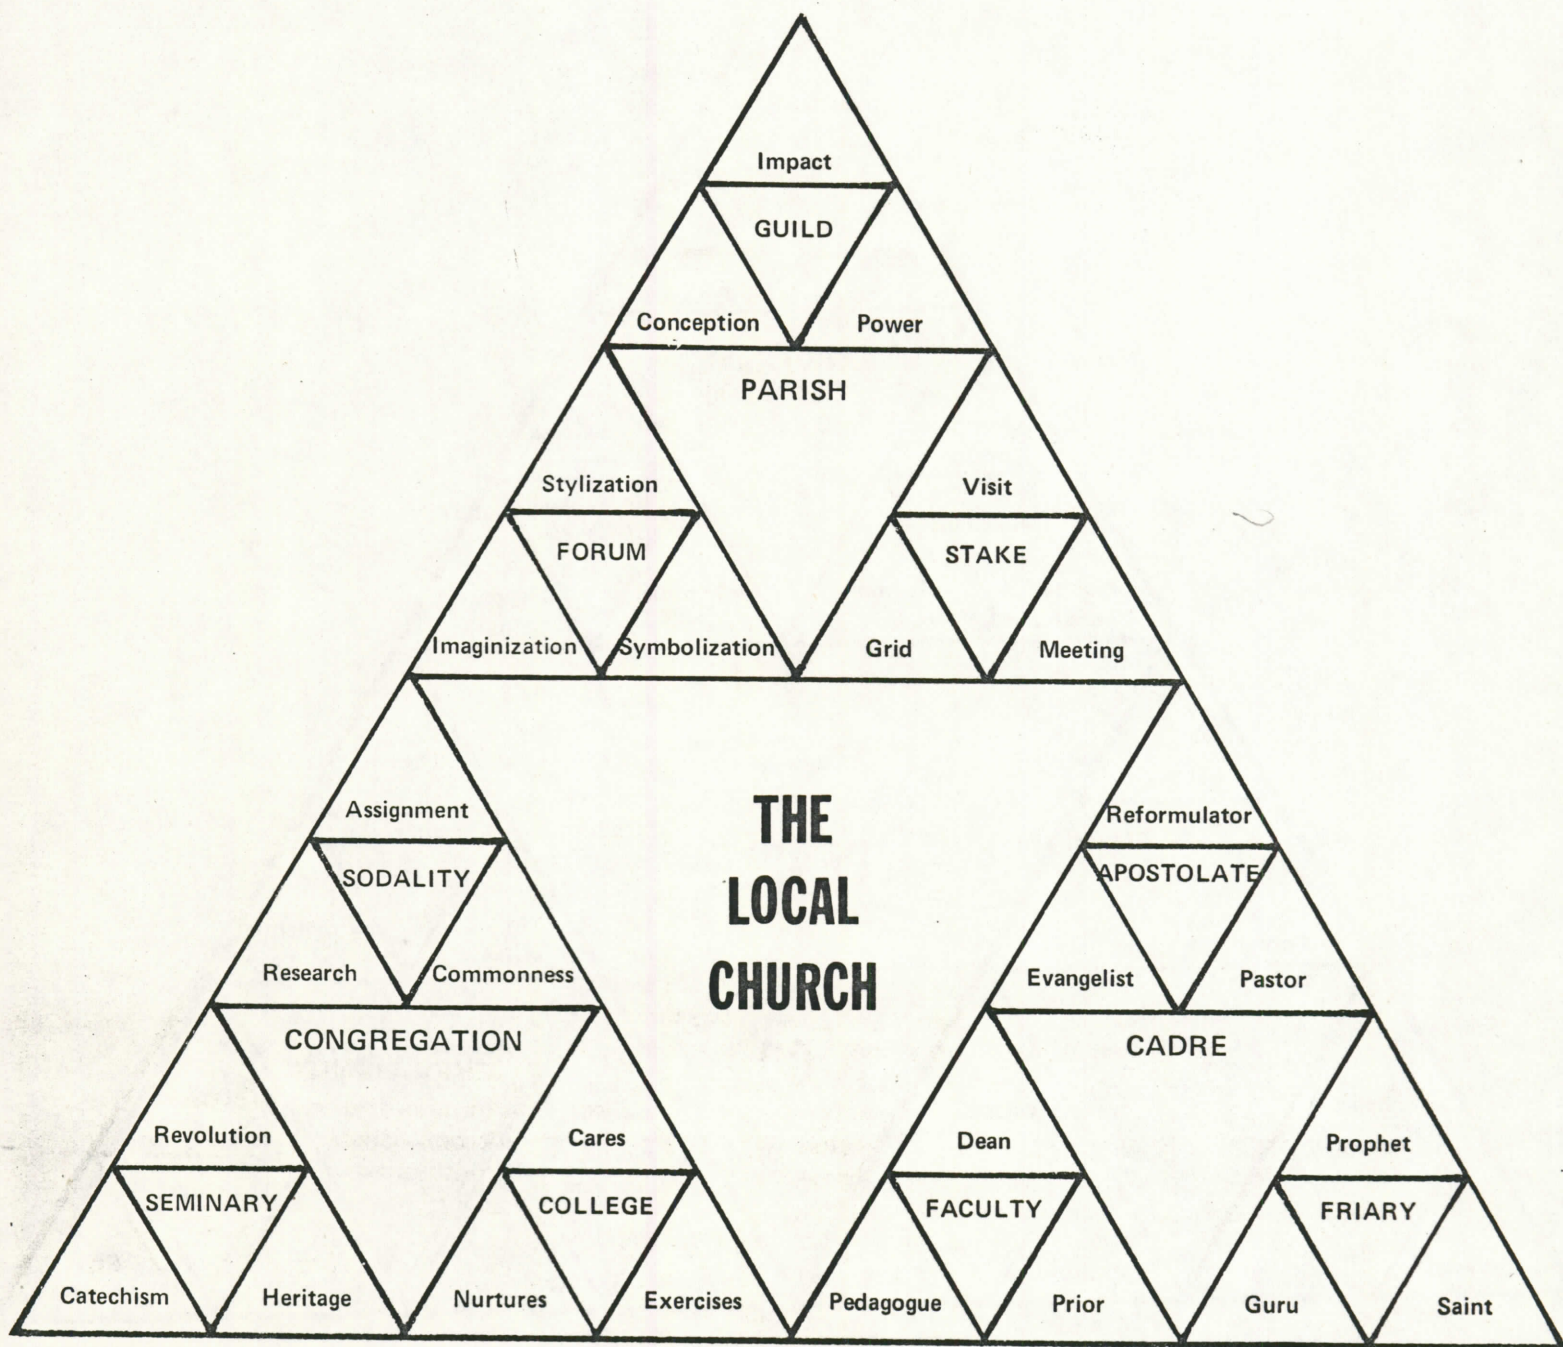 Impact
GUILD
Conception Power
PARISH
Stylization Visit
FORUM STAKE
Imaginization Symbolization Grid Meeting
THE
LOCAL
CHURCH
Assignment Reformulator
SODALITY APOSTOLATE
Research Commonness Evangelist Pastor
CONGREGATION CADRE
Revolution Cares Dean Prophet
SEMINARY COLLEGE FACULTY FRIARY
Catechism Heritage Nurtures Exercises Pedagogue Prior Guru Saint